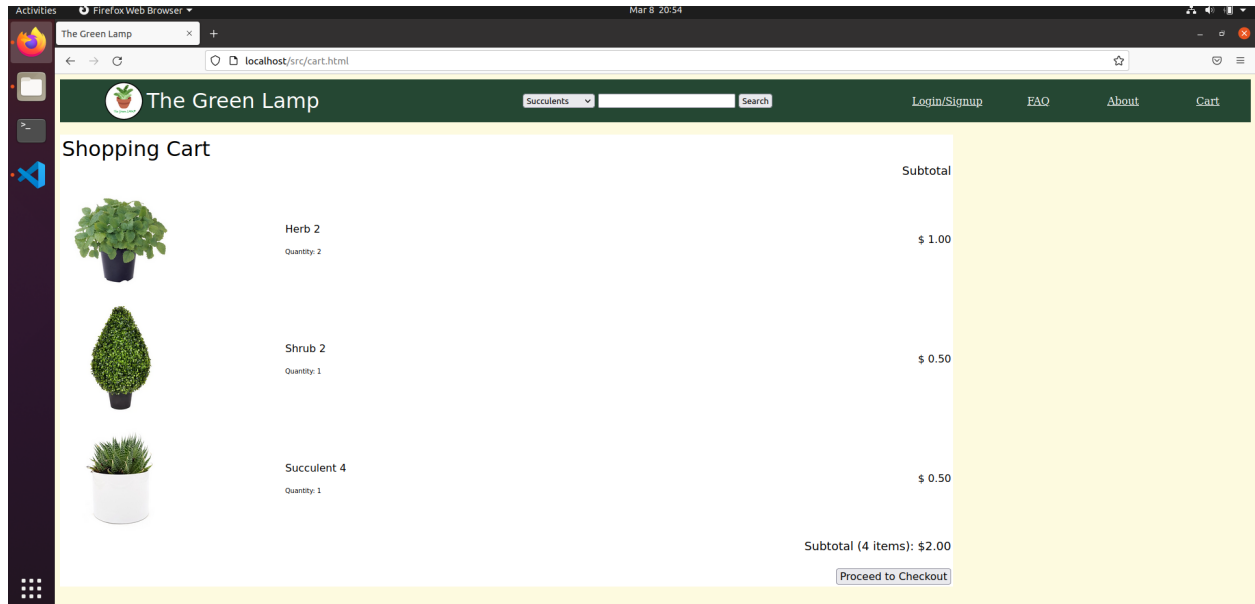 Activities Firefox Web Browser Mar 8 20:54
The Green Lamp
localhost/src/cart.html
The Green Lamp Succulents Search Login/Signup FAQ About Cart
Shopping Cart
Subtotal
Herb 2
Quantity: 2
$ 1.00
Shrub 2
Quantity: 1
$ 0.50
Succulent 4
Quantity: 1
$ 0.50
Subtotal (4 items): $2.00
Proceed to Checkout